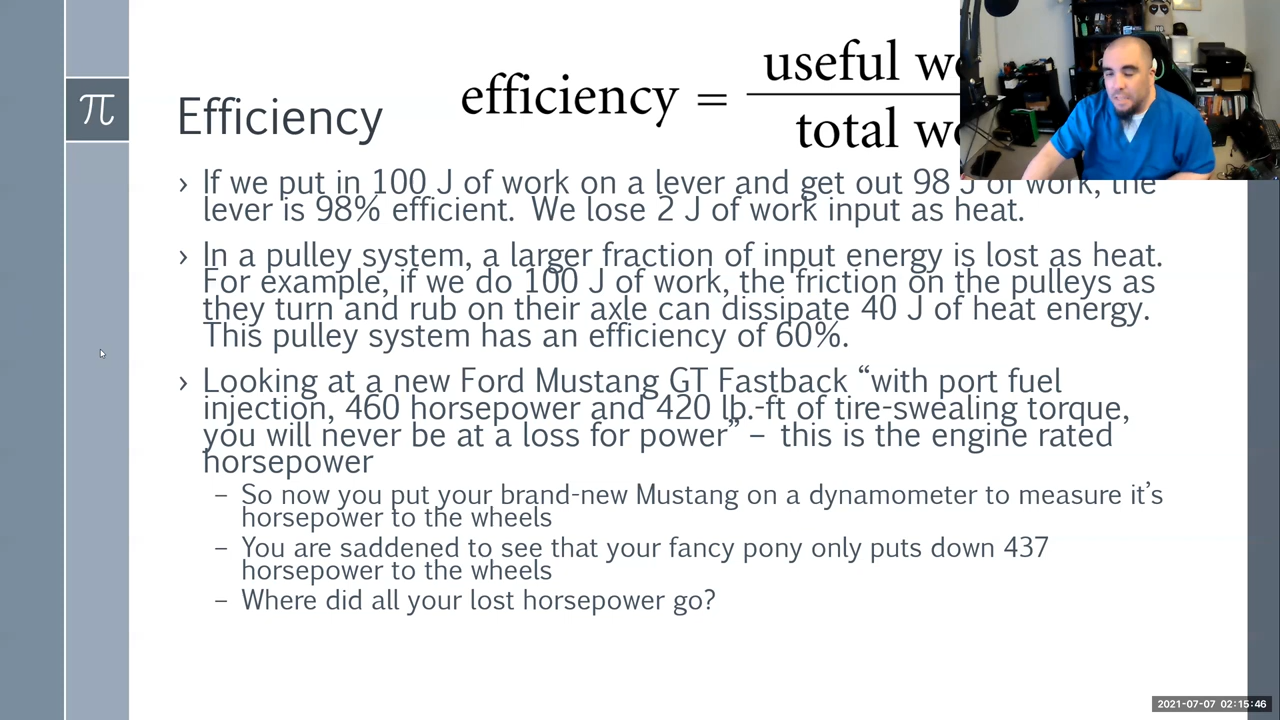 π
Efficiency
efficiency =
useful
total
› If we put in 100 J of work on a lever and get out 98 J of work, the
lever is 98% efficient. We lose 2 J of work input as heat.
› In a pulley system, a larger fraction of input energy is lost as heat.
For example, if we do 100 J of work, the friction on the pulleys as
they turn and rub on their axle can dissipate 40 J of heat energy.
This pulley system has an efficiency of 60%.
› Looking at a new Ford Mustang GT Fastback “with port fuel
injection, 460 horsepower and 420 lb.-ft of tire-swealing torque,
you will never be at a loss for power” – this is the engine rated
horsepower
– So now you put your brand-new Mustang on a dynamometer to measure it’s
horsepower to the wheels
– You are saddened to see that your fancy pony only puts down 437
horsepower to the wheels
– Where did all your lost horsepower go?
2021-07-07 02:15:46